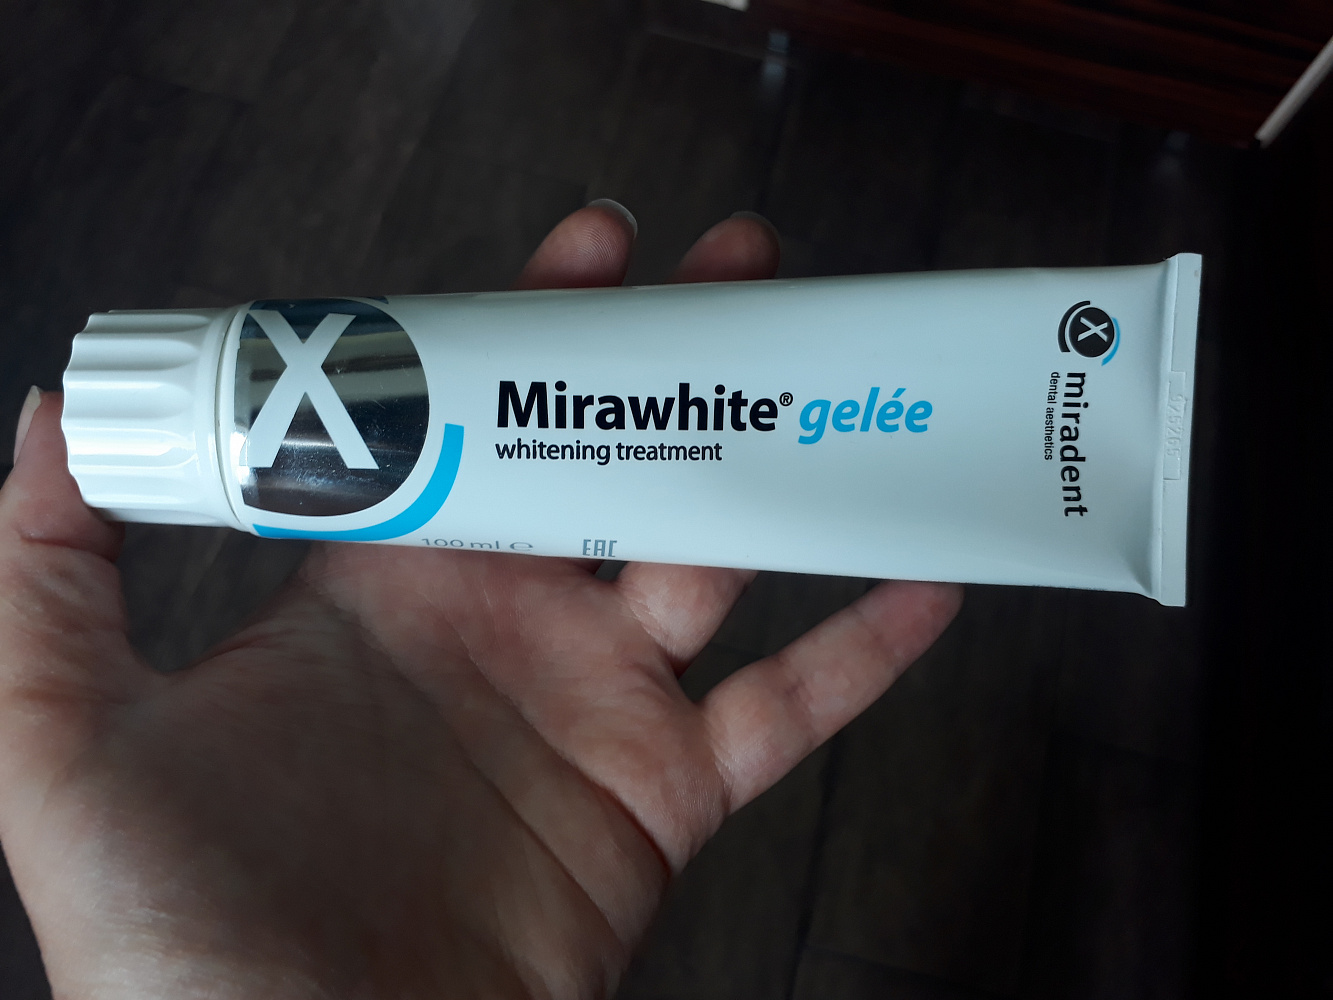 X
Mirawhite® gelée
whitening treatment
100 ml ℮
EAC
X
miradent
dental aesthetics